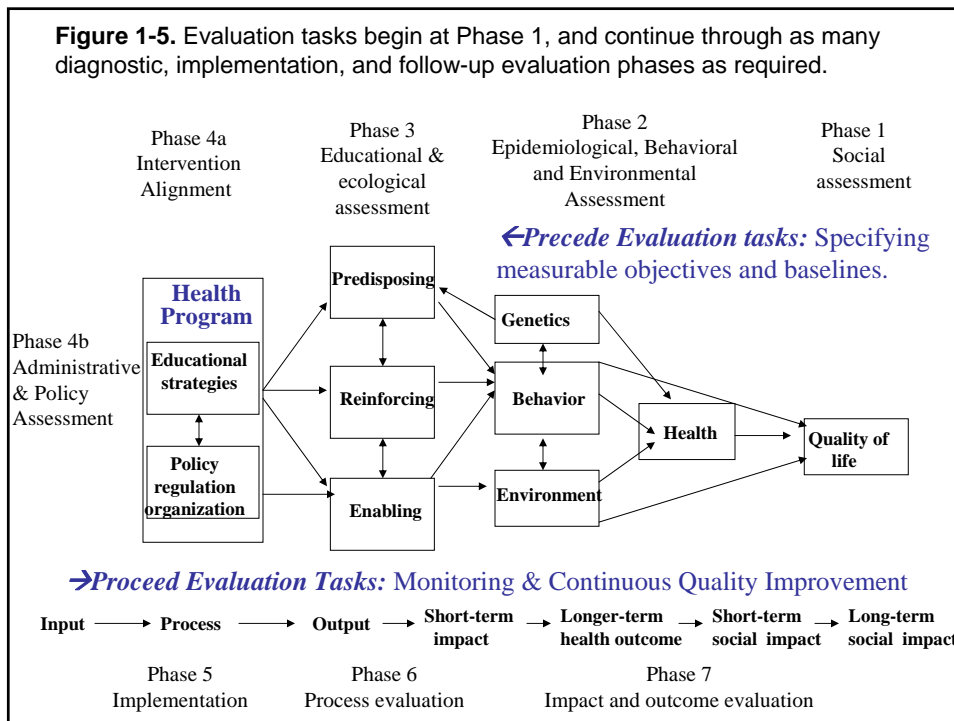 Figure 1-5. Evaluation tasks begin at Phase 1, and continue through as many
diagnostic, implementation, and follow-up evaluation phases as required.
Phase 4a
Intervention
Alignment
Phase 3
Educational &
ecological
assessment
Phase 2
Epidemiological, Behavioral
and Environmental
Assessment
Phase 1
Social
assessment
←Precede Evaluation tasks: Specifying
measurable objectives and baselines.
Phase 4b
Administrative
& Policy
Assessment
Health
Program
Educational
strategies
Policy
regulation
organization
Predisposing
Reinforcing
Enabling
Genetics
Behavior
Environment
Health
Quality of
life
→Proceed Evaluation Tasks: Monitoring & Continuous Quality Improvement
Input
Process
Output
Short-term
impact
Longer-term
health outcome
Short-term
social impact
Long-term
social impact
Phase 5
Implementation
Phase 6
Process evaluation
Phase 7
Impact and outcome evaluation